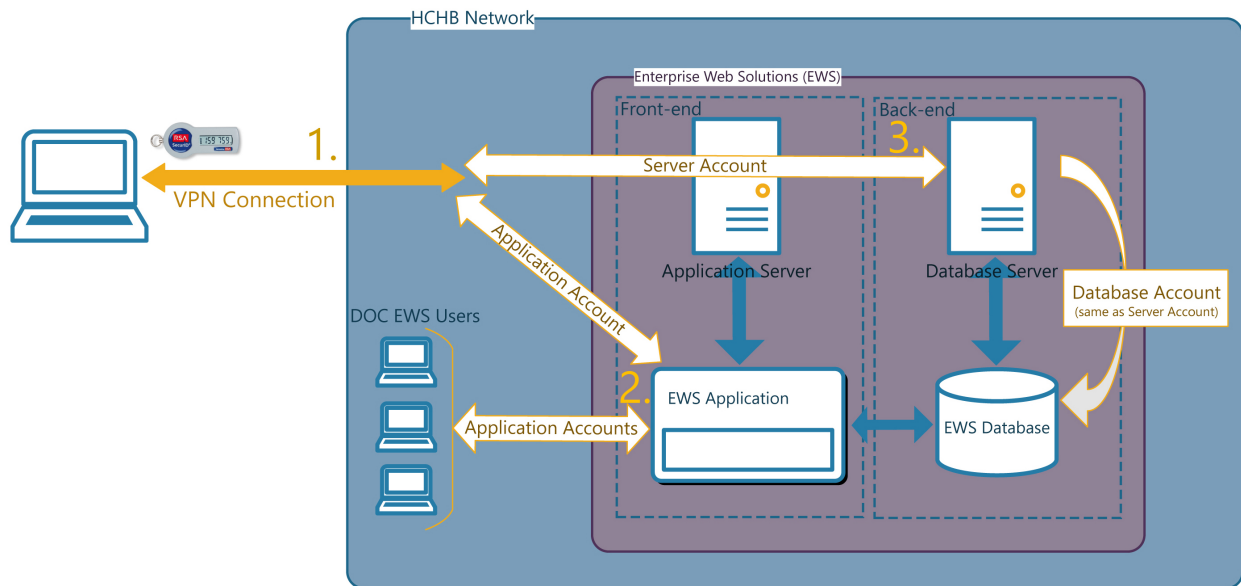 HCHB Network
Enterprise Web Solutions (EWS)
Front-end
Back-end
RSA
SecurID
1.
3.
Server Account
VPN Connection
Application Account
Application Server
Database Server
Database Account
(same as Server Account)
DOC EWS Users
2.
EWS Application
Application Accounts
EWS Database